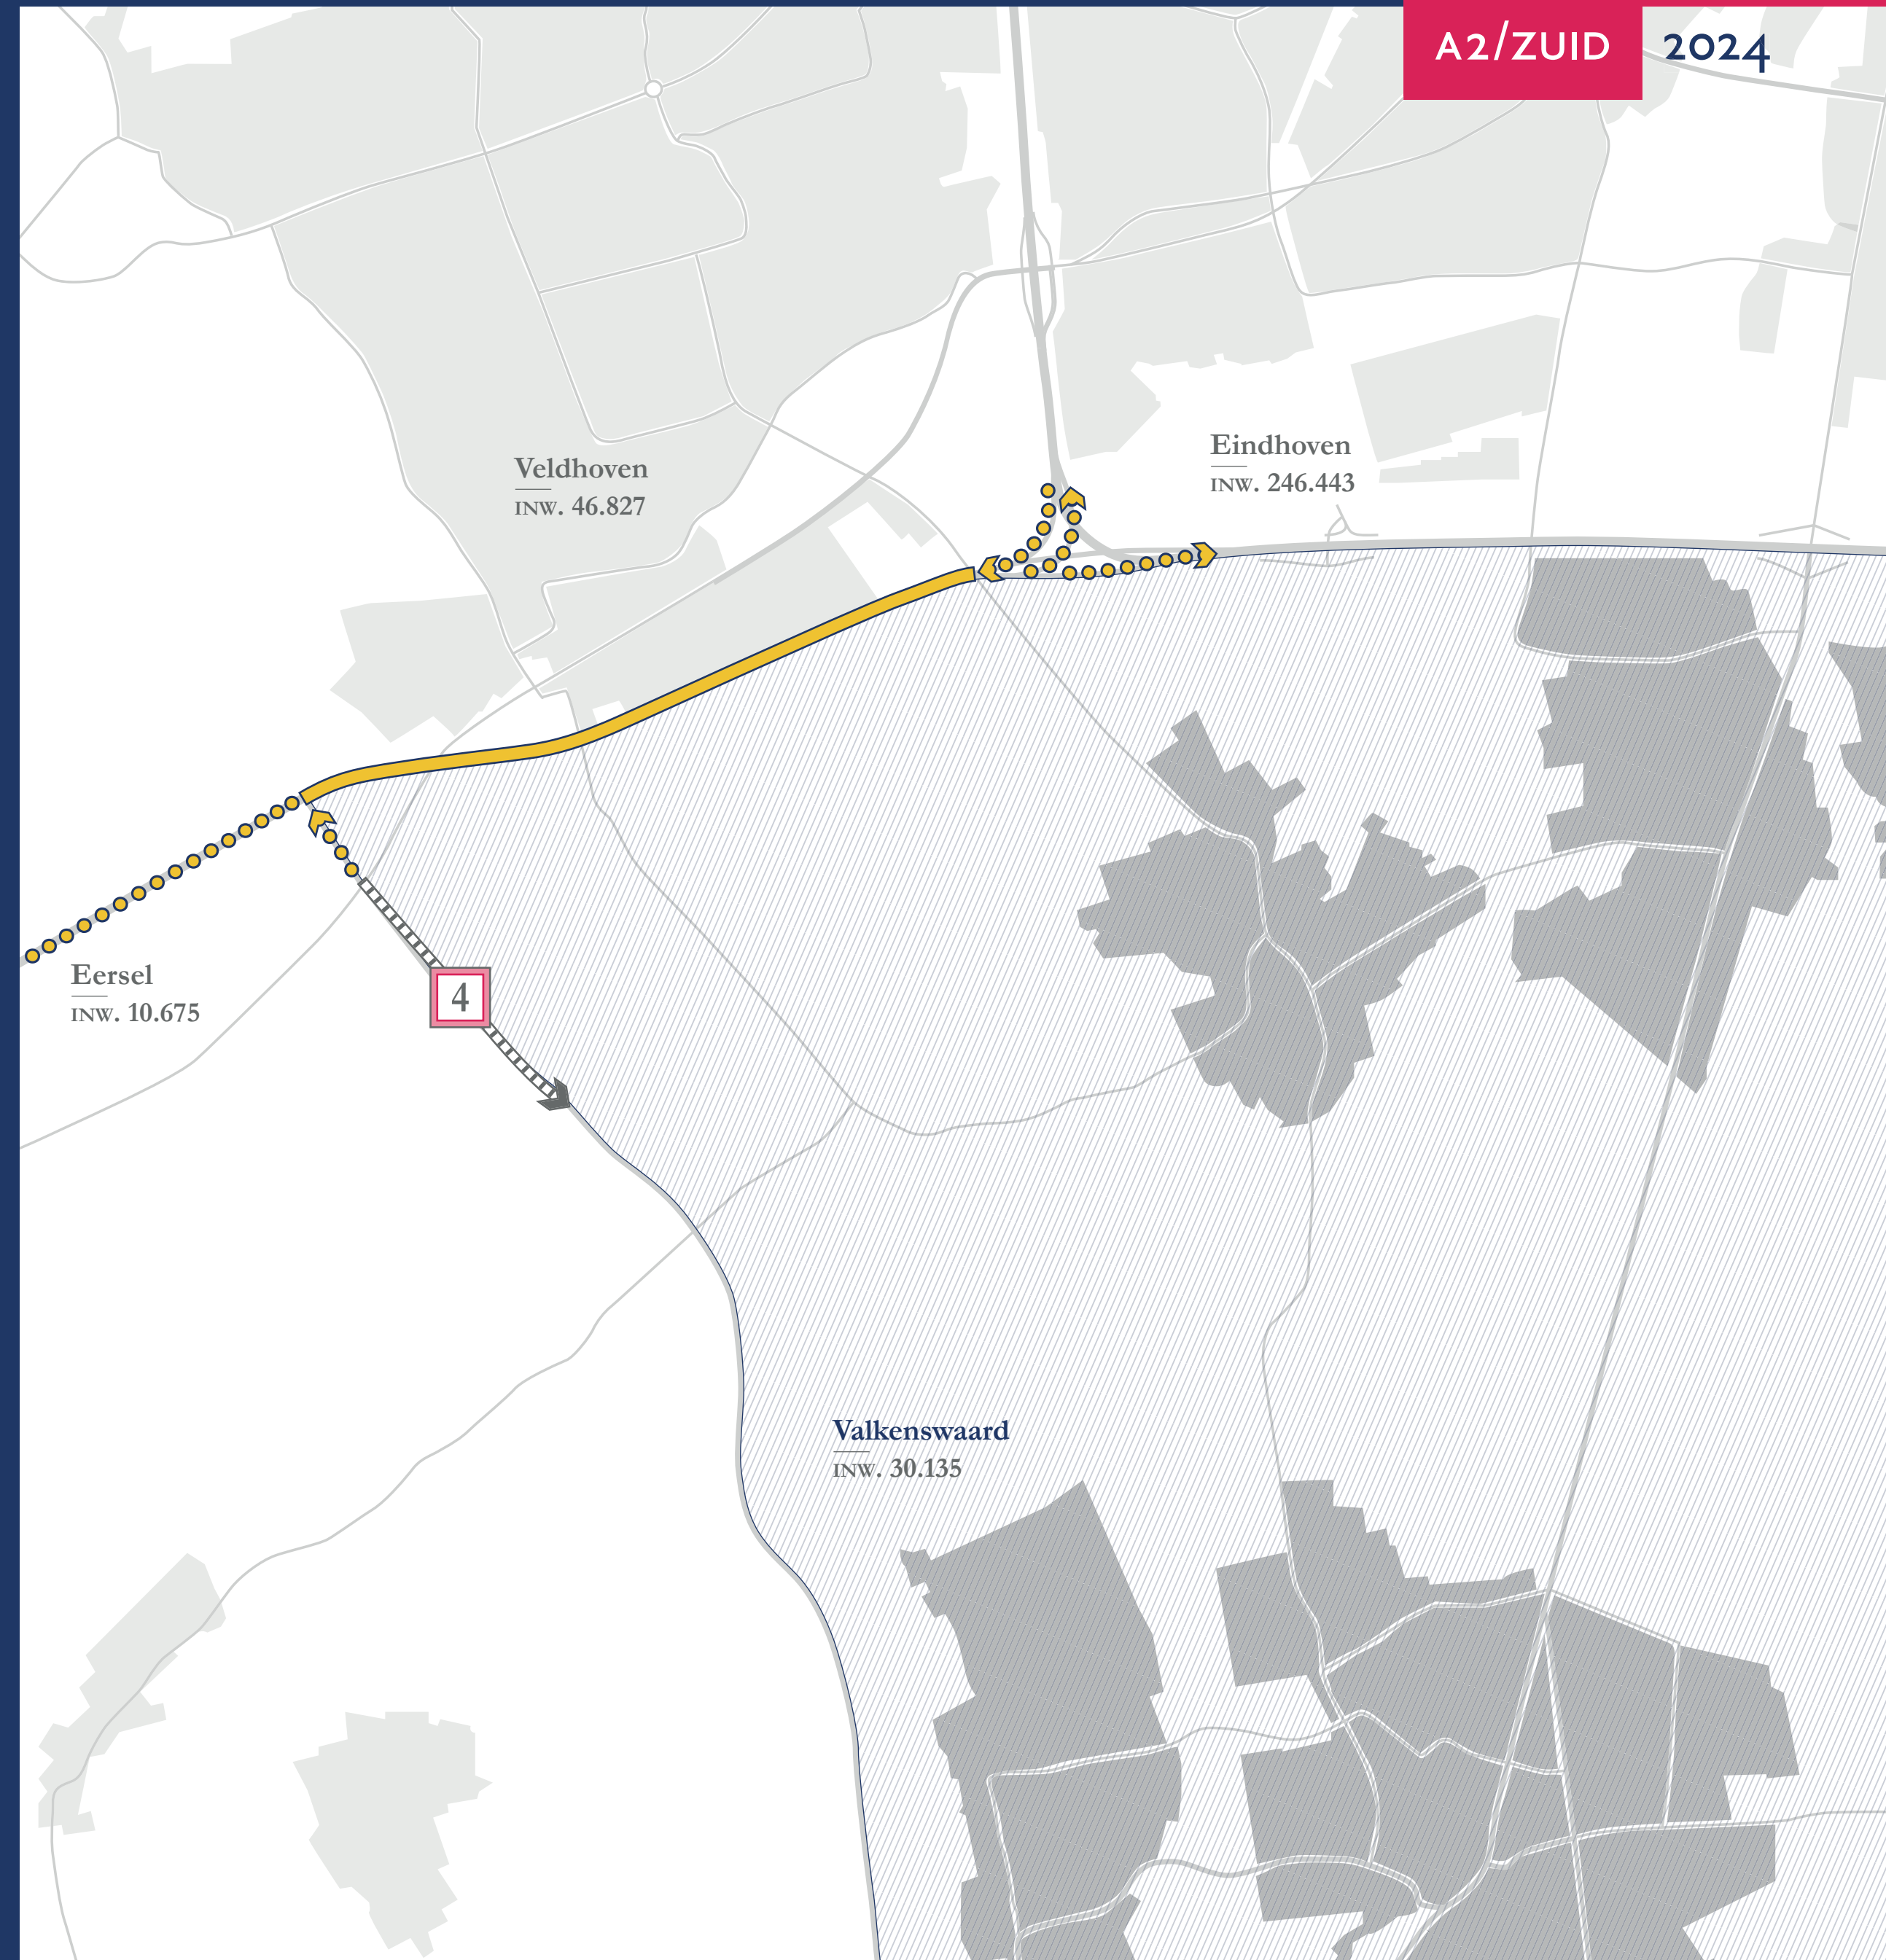 A2/ZUID 2024
Eindhoven
INW. 246.443
Veldhoven
INW. 46.827
Eersel
INW. 10.675
4
Valkenswaard
INW. 30.135